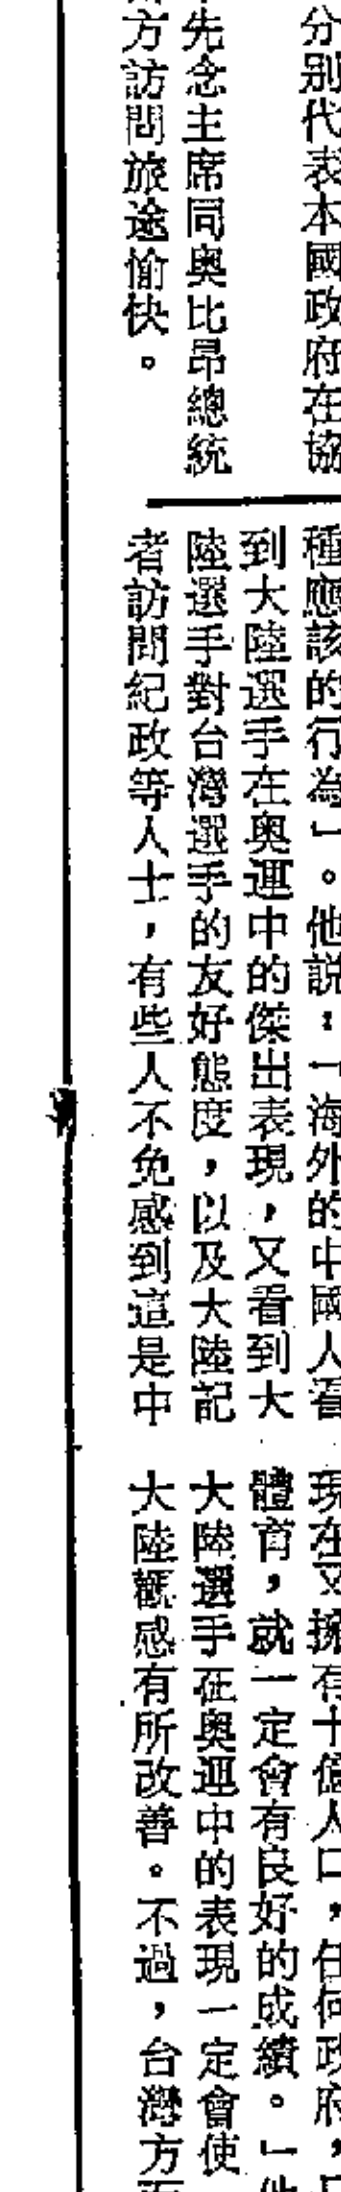 分別代表本國政府在協
先念主席同奧比昂總統
方訪問旅途愉快。
種應該的行為」。他說：「海外的中國人看
到大陸選手在奧運中的傑出表現，又看到大
陸選手對台灣選手的友好態度，以及大陸記
者訪問紀政等人士，有些人不免感到這是中
現在又擁有十億人口，任何政府，只
體育，就一定會有良好的成績。」他
大陸選手在奧運中的表現一定會使
大陸觀感有所改善。不過，台灣方面